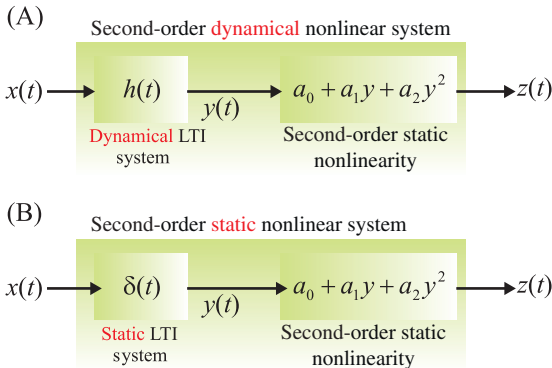 (A)
Second-order dynamical nonlinear system
x(t) h(t) y(t) a₀ + a₁y + a₂y² z(t)
Dynamical LTI system
Second-order static nonlinearity
(B)
Second-order static nonlinear system
x(t) δ(t) y(t) a₀ + a₁y + a₂y² z(t)
Static LTI system
Second-order static nonlinearity